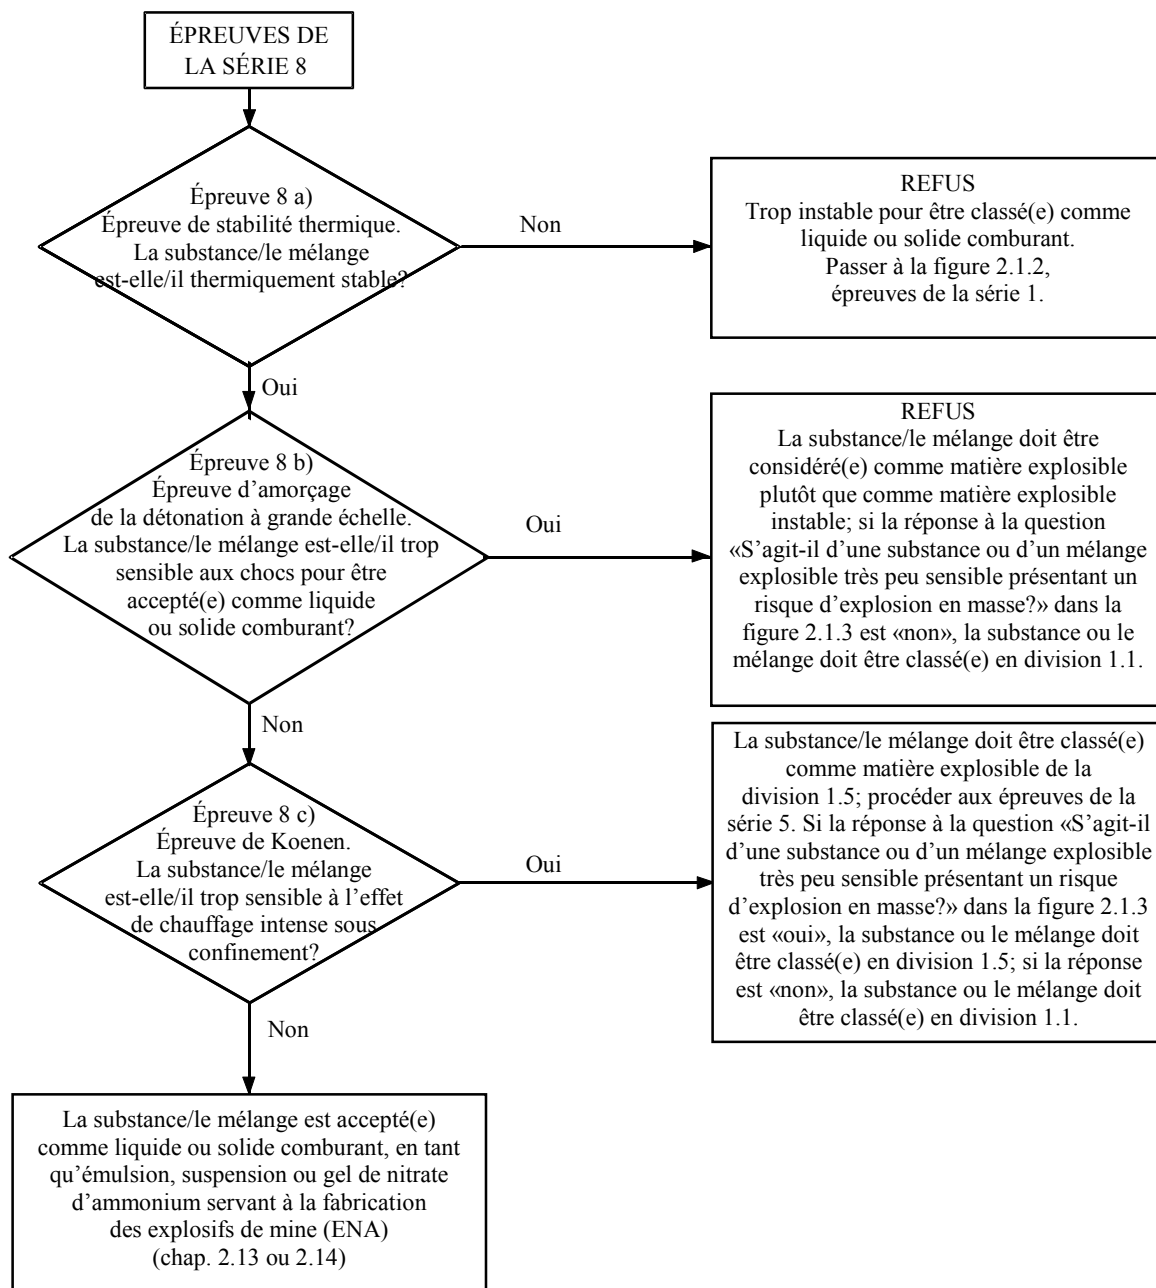 ÉPREUVES DE
LA SÉRIE 8
Épreuve 8 a)
Épreuve de stabilité thermique.
La substance/le mélange
est-elle/il thermiquement stable?
Non
REFUS
Trop instable pour être classé(e) comme
liquide ou solide comburant.
Passer à la figure 2.1.2,
épreuves de la série 1.
Oui
Épreuve 8 b)
Épreuve d’amorçage
de la détonation à grande échelle.
La substance/le mélange est-elle/il trop
sensible aux chocs pour être
accepté(e) comme liquide
ou solide comburant?
Oui
REFUS
La substance/le mélange doit être
considéré(e) comme matière explosible
plutôt que comme matière explosible
instable; si la réponse à la question
«S’agit-il d’une substance ou d’un mélange
explosible très peu sensible présentant un
risque d’explosion en masse?» dans la
figure 2.1.3 est «non», la substance ou le
mélange doit être classé(e) en division 1.1.
Non
Épreuve 8 c)
Épreuve de Koenen.
La substance/le mélange
est-elle/il trop sensible à l’effet
de chauffage intense sous
confinement?
Oui
La substance/le mélange doit être classé(e)
comme matière explosible de la
division 1.5; procéder aux épreuves de la
série 5. Si la réponse à la question «S’agit-il
d’une substance ou d’un mélange explosible
très peu sensible présentant un risque
d’explosion en masse?» dans la figure 2.1.3
est «oui», la substance ou le mélange doit
être classé(e) en division 1.5; si la réponse
est «non», la substance ou le mélange doit
être classé(e) en division 1.1.
Non
La substance/le mélange est accepté(e)
comme liquide ou solide comburant, en tant
qu’émulsion, suspension ou gel de nitrate
d’ammonium servant à la fabrication
des explosifs de mine (ENA)
(chap. 2.13 ou 2.14)